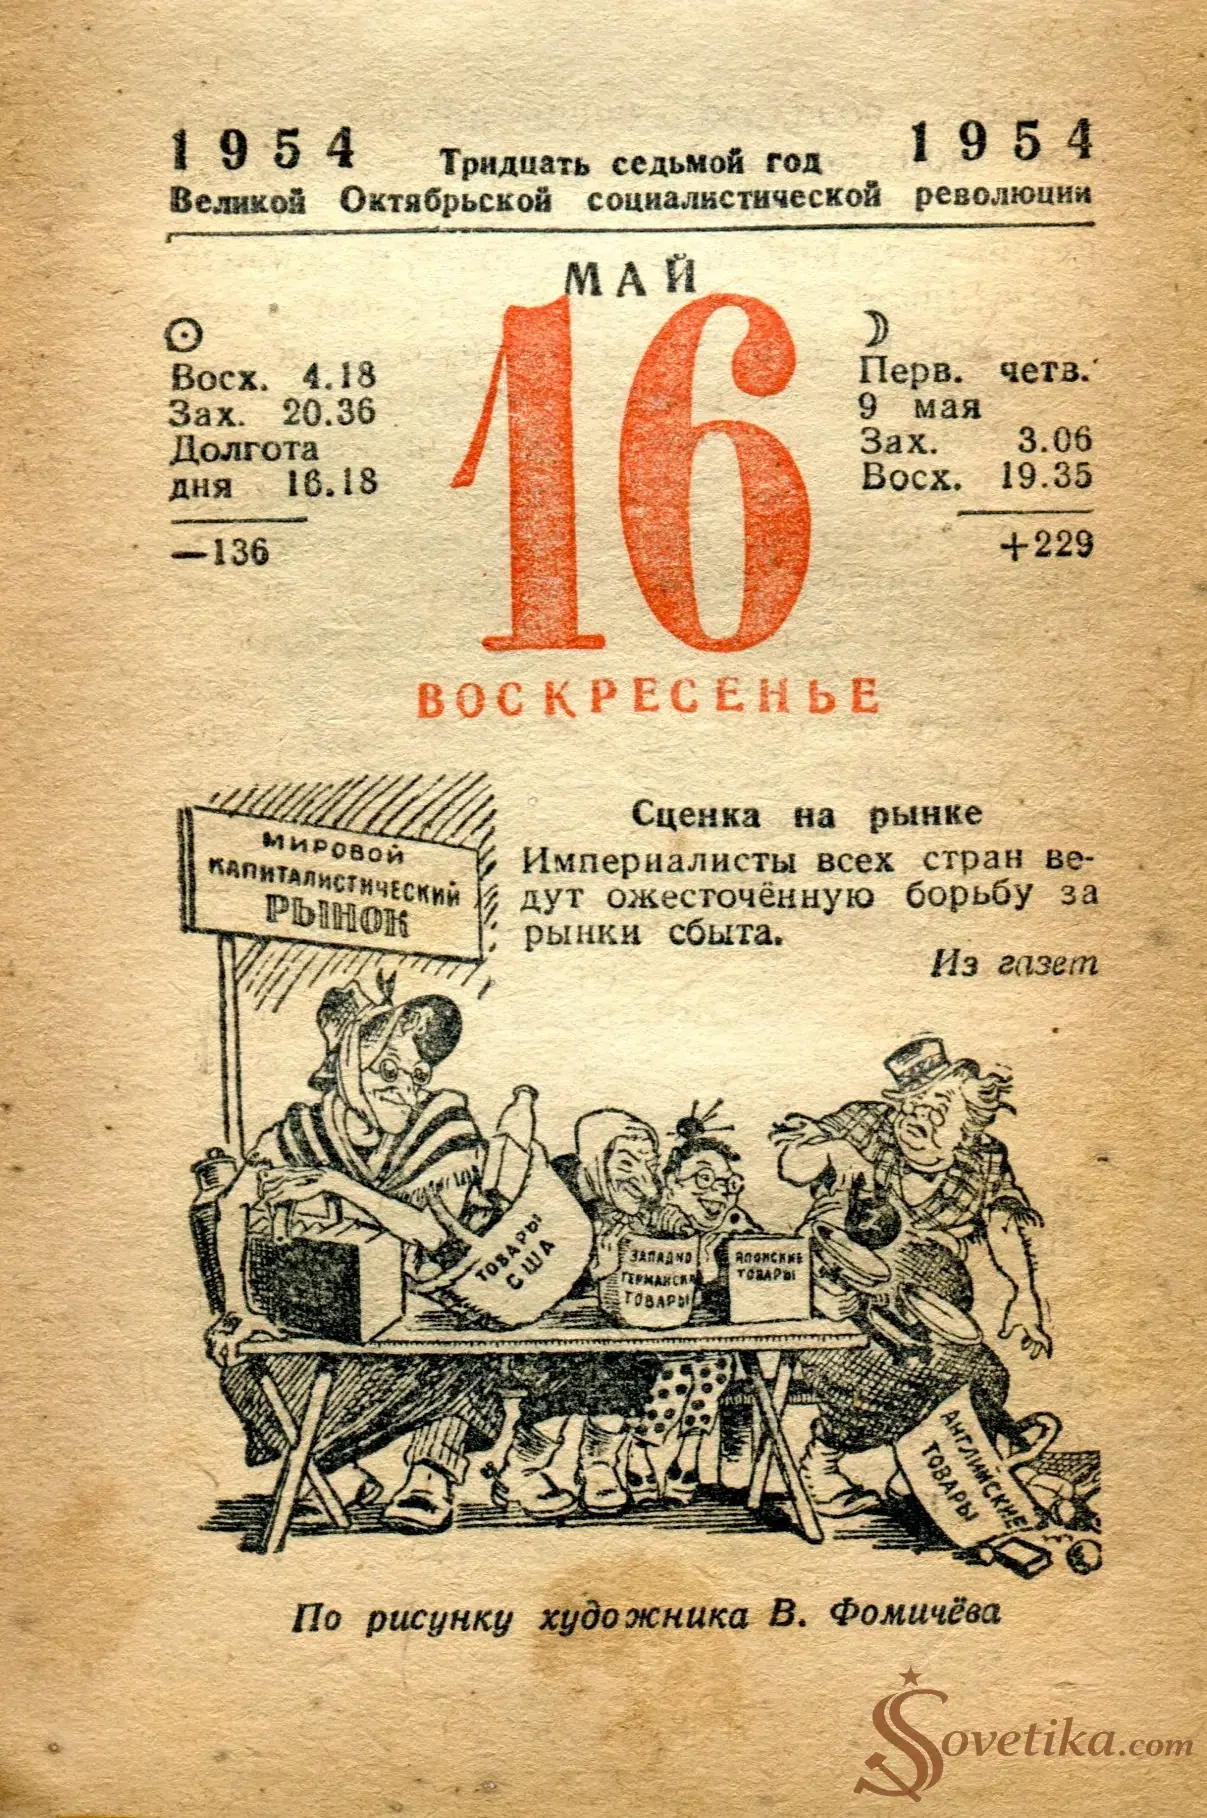 1954 Тридцать седьмой год 1954
Великой Октябрьской социалистической революции
МАЙ
16
ВОСКРЕСЕНЬЕ
Восх. 4.18
Зах. 20.36
Долгота
дня 16.18
—136
Перв. четв.
9 мая
Зах. 3.06
Восх. 19.35
+229
Сценка на рынке
Империалисты всех стран ве-
дут ожесточённую борьбу за
рынки сбыта.
Из газет
МИРОВОЙ
КАПИТАЛИСТИЧЕСКИЙ
РЫНОК
ТОВАРЫ
США
ЗАПАДНО
ГЕРМАНСКИ
ТОВАРЫ
ЯПОНСКИЕ
ТОВАРЫ
АНГЛИЙСКИЕ
ТОВАРЫ
По рисунку художника В. Фомичёва
Sovetika.com